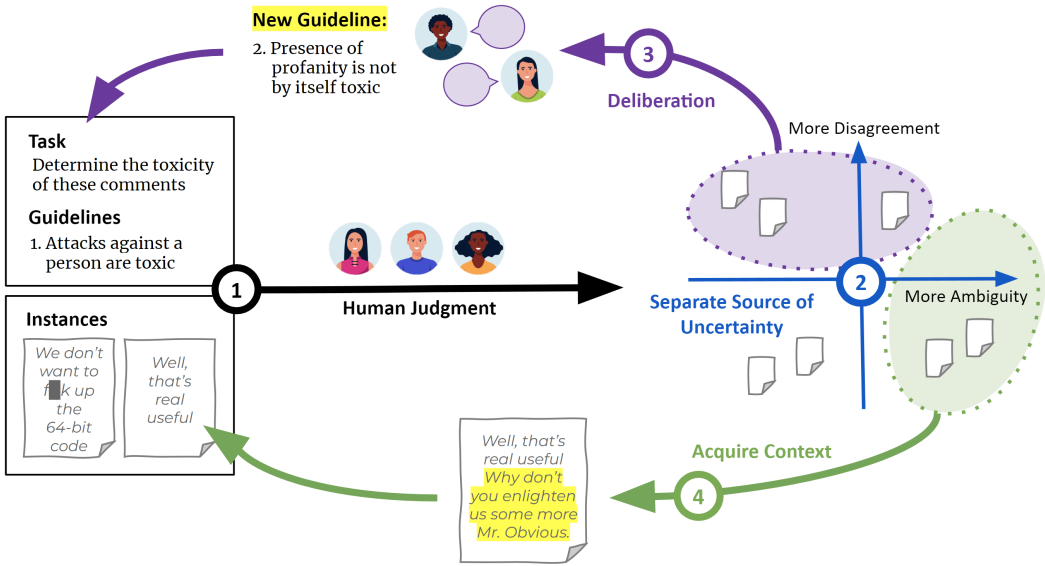 New Guideline:
2. Presence of
profanity is not
by itself toxic
3
Deliberation
Task
Determine the toxicity
of these comments
Guidelines
1. Attacks against a
person are toxic
1
Human Judgment
More Disagreement
2
Separate Source of
Uncertainty
More Ambiguity
Instances
We don't
want to
f k up
the
64-bit
code
Well,
that's
real
useful
Well, that's
real useful
Why don't
you enlighten
us some more
Mr. Obvious.
Acquire Context
4